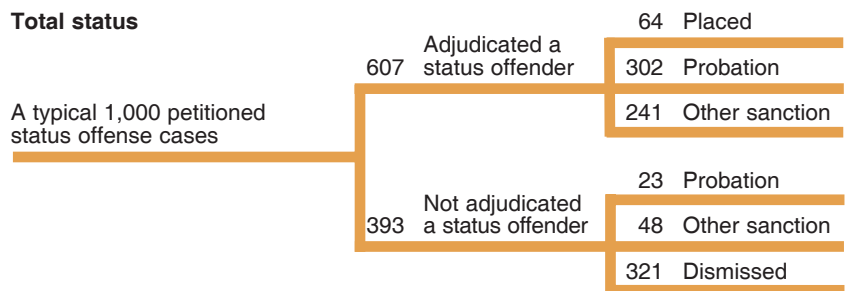 Total status
A typical 1,000 petitioned
status offense cases
607 Adjudicated a
status offender
64 Placed
302 Probation
241 Other sanction
393 Not adjudicated
a status offender
23 Probation
48 Other sanction
321 Dismissed